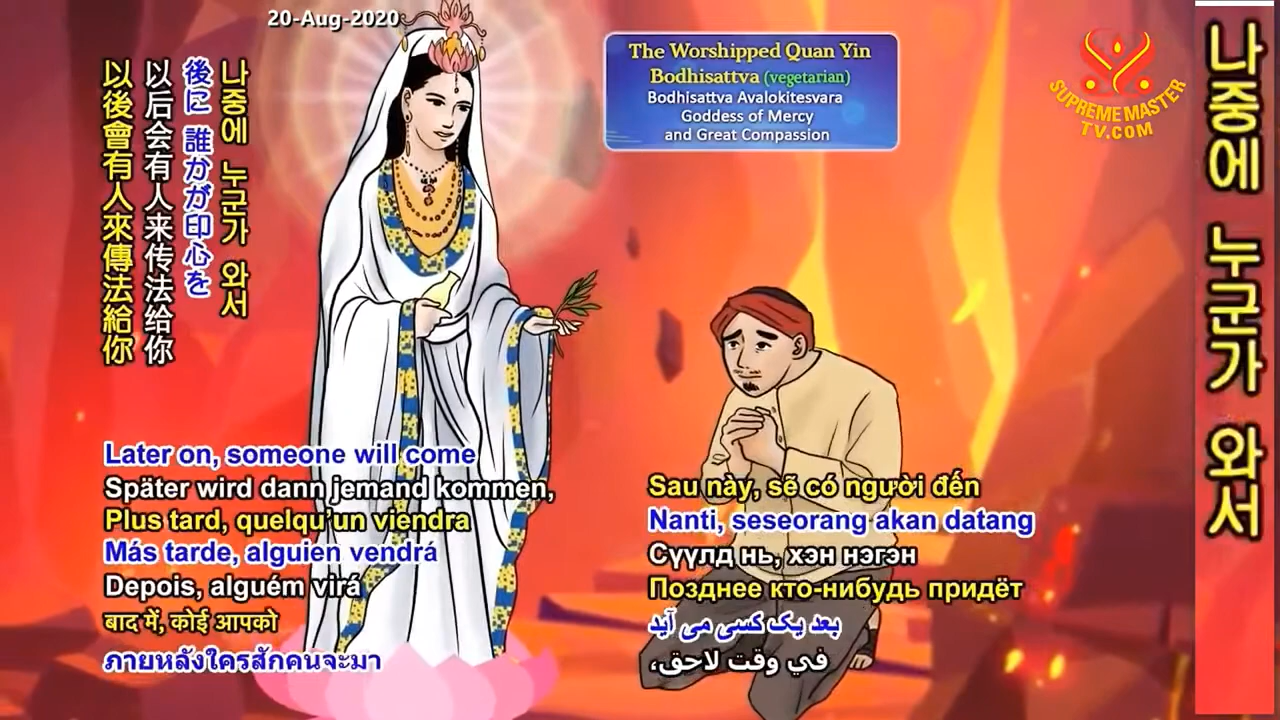 20-Aug-2020
The Worshipped Quan Yin
Bodhisattva (vegetarian)
Bodhisattva Avalokitesvara
Goddess of Mercy
and Great Compassion
SUPREME MASTER
TV.COM
나중에 누군가 와서
나중에 누군가 와서
後に 誰かが印心を
以后会有人来传法给你
以後會有人來傳法給你
Later on, someone will come
Später wird dann jemand kommen,
Plus tard, quelqu’un viendra
Más tarde, alguien vendrá
Depois, alguém virá
बाद में, कोई आपको
ภายหลังใครสักคนจะมา
Sau này, sẽ có người đến
Nanti, seseorang akan datang
Сүүлд нь, хэн нэгэн
Позднее кто-нибудь придёт
بعد یک کسی می آید
في وقت لاحق،